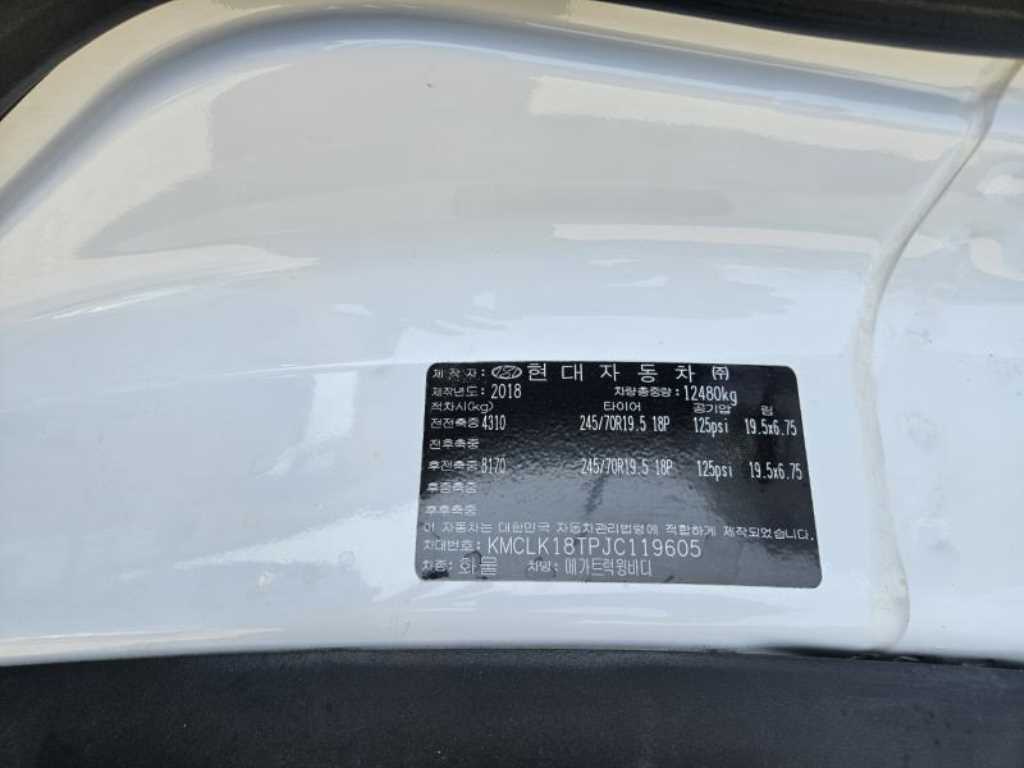 제 작 자 : 현 대 자 동 차 ㈜
제작년도 : 2018 차량총중량 : 12480kg
적차시(kg) 타이어 공기압 림
전전축중 4310 245/70R19.5 18P 125psi 19.5x6.75
전후축중
후전축중 8170 245/70R19.5 18P 125psi 19.5x6.75
후중축중
후후축중
이 자동차는 대한민국 자동차관리법령에 적합하게 제작되었습니다.
차대번호 : KMCLK18TPJC119605
차종 : 화물 차명 : 메가트럭윙바디